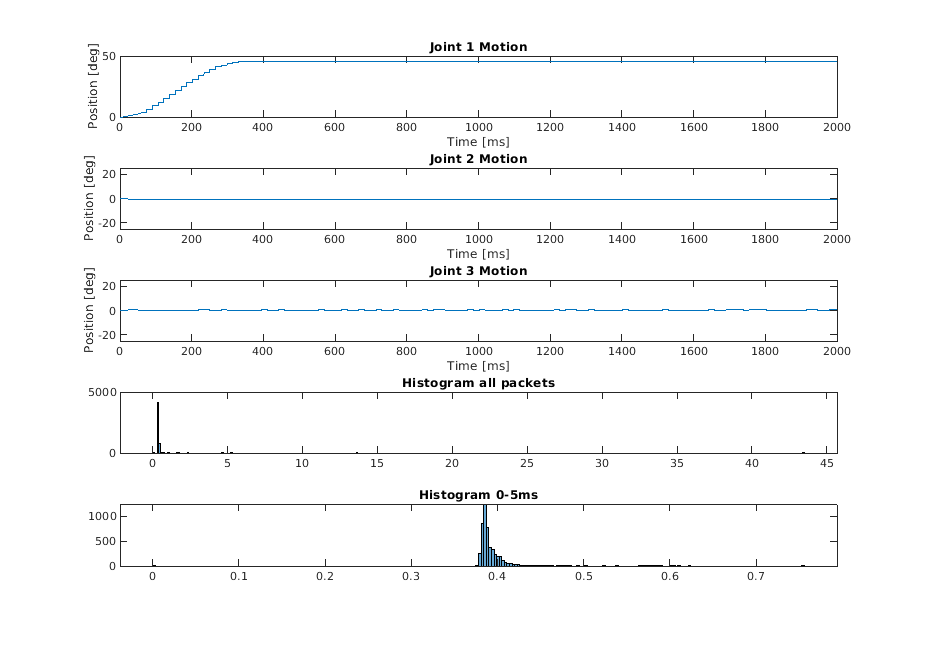 Joint 1 Motion
Position [deg]
50
0
0 200 400 600 800 1000 1200 1400 1600 1800 2000
Time [ms]
Joint 2 Motion
Position [deg]
20
0
-20
0 200 400 600 800 1000 1200 1400 1600 1800 2000
Time [ms]
Joint 3 Motion
Position [deg]
20
0
-20
0 200 400 600 800 1000 1200 1400 1600 1800 2000
Time [ms]
Histogram all packets
5000
0
0 5 10 15 20 25 30 35 40 45
Histogram 0-5ms
1000
500
0
0 0.1 0.2 0.3 0.4 0.5 0.6 0.7